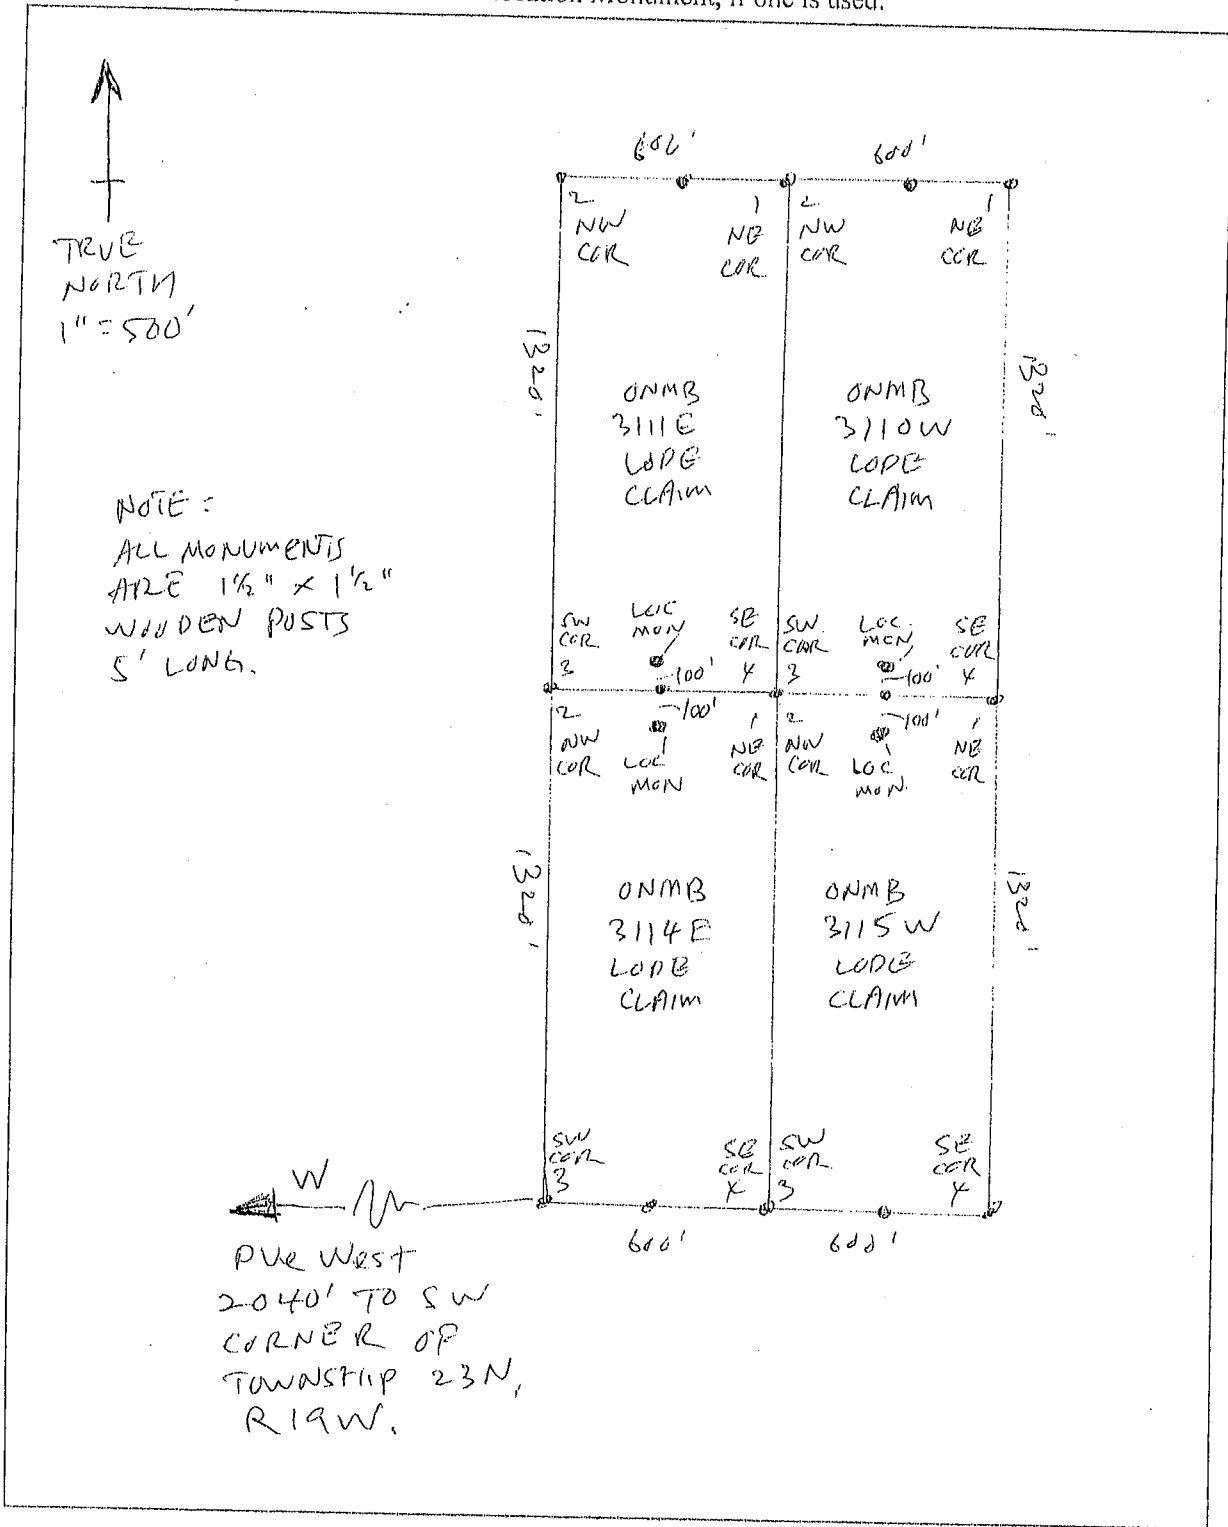 ocation Monument, if one is used.
600'
600'
TRUE
NORTH
1" = 500'
2
NW
COR
1
NE
COR
2
NW
COR
1
NE
COR
1320'
1320'
ONMB
3111E
LODE
CLAIM
ONMB
3110W
LODE
CLAIM
NOTE:
ALL MONUMENTS
ARE 1½" x 1½"
WOODEN POSTS
5' LONG.
SW
COR.
3
LOC
MON
100'
SE
COR
4
SW
COR
3
LOC.
MON
100'
SE
COR
4
2
NW
COR
100'
LOC
MON
1
NE
COR
2
NW
COR
100'
LOC
MON.
1
NE
COR
1320'
1320'
ONMB
3114E
LODE
CLAIM
ONMB
3115W
LODE
CLAIM
SW
COR
3
SE
COR
4
SW
COR.
3
SE
COR
4
W
600'
600'
DUE WEST
2040' TO SW
CORNER OF
TOWNSHIP 23N,
R19W.